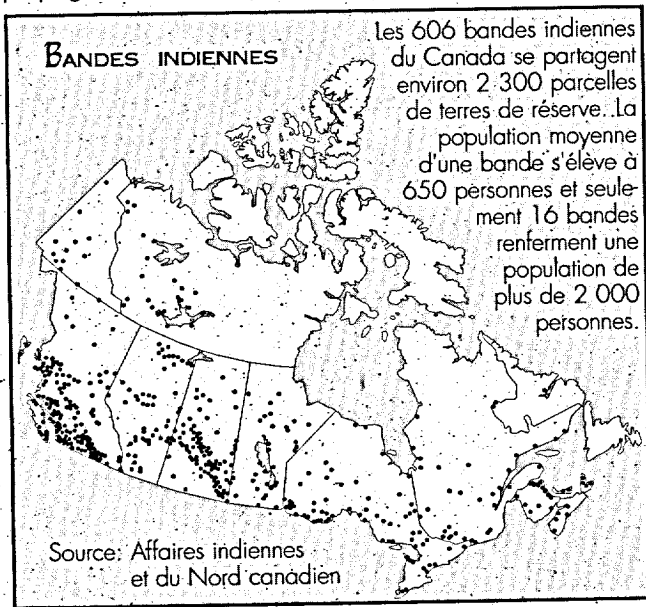 BANDES INDIENNES
Les 606 bandes indiennes
du Canada se partagent
environ 2 300 parcelles
de terres de réserve. La
population moyenne
d'une bande s'élève à
650 personnes et seule-
ment 16 bandes
renferment une
population de
plus de 2 000
personnes.
Source: Affaires indiennes
et du Nord canadien